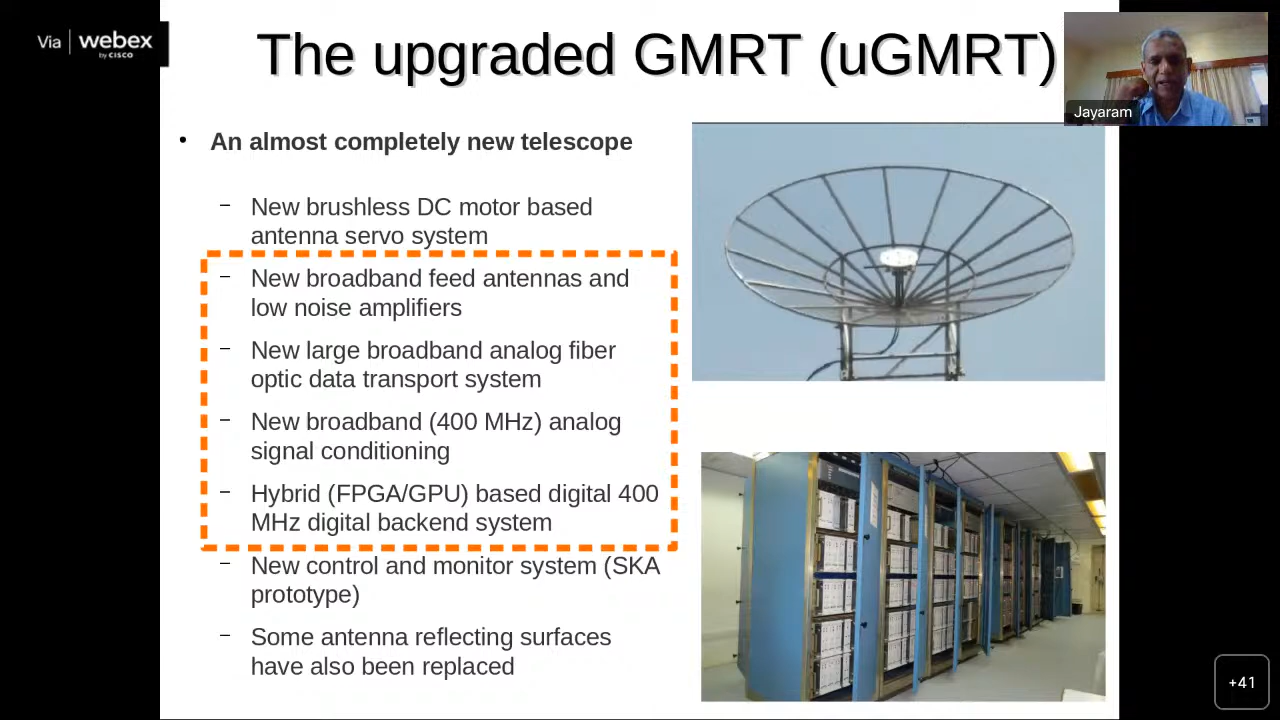 Via webex
by CISCO
The upgraded GMRT (uGMRT)
Jayaram
• An almost completely new telescope
– New brushless DC motor based
antenna servo system
– New broadband feed antennas and
low noise amplifiers
– New large broadband analog fiber
optic data transport system
– New broadband (400 MHz) analog
signal conditioning
– Hybrid (FPGA/GPU) based digital 400
MHz digital backend system
– New control and monitor system (SKA
prototype)
– Some antenna reflecting surfaces
have also been replaced
+41